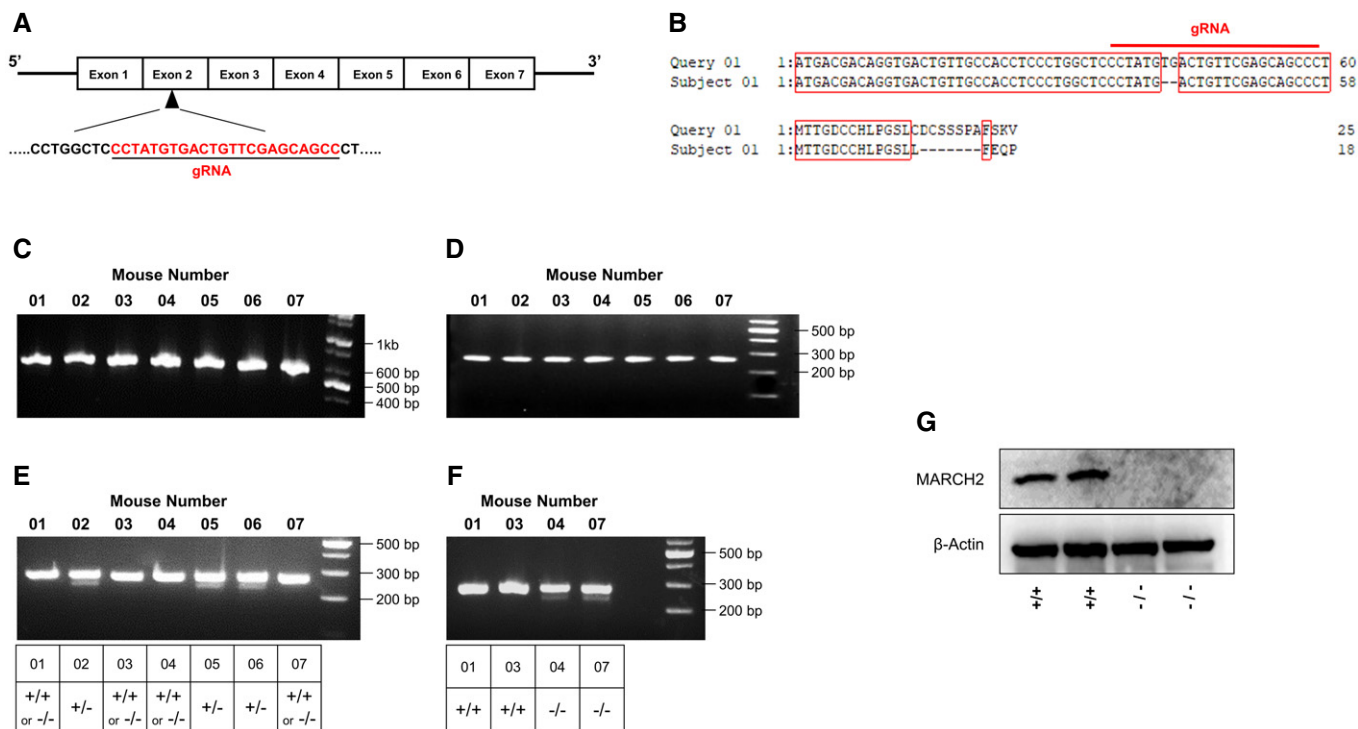 A
5’ 3’
Exon 1 Exon 2 Exon 3 Exon 4 Exon 5 Exon 6 Exon 7
.....CCTGGCTCCCTATGTGACTGTTCGAGCAGCCCT.....
gRNA
B
gRNA
Query 01 1:ATGACGACAGGTGACTGTTGCCACCTCCCTGGCTCCCTATGTGACTGTTCGAGCAGCCCT 60
Subject 01 1:ATGACGACAGGTGACTGTTGCCACCTCCCTGGCTCCCTATG--ACTGTTCGAGCAGCCCT 58
Query 01 1:MTTGDCCHLPGSLCDCSSSPAFSKV 25
Subject 01 1:MTTGDCCHLPGSLL-------FEQP 18
C
Mouse Number
01 02 03 04 05 06 07
1kb
600 bp
500 bp
400 bp
D
Mouse Number
01 02 03 04 05 06 07
500 bp
300 bp
200 bp
E
Mouse Number
01 02 03 04 05 06 07
500 bp
300 bp
200 bp
01 02 03 04 05 06 07
+/+ or -/- +/- +/+ or -/- +/+ or -/- +/- +/- +/+ or -/-
F
Mouse Number
01 03 04 07
500 bp
300 bp
200 bp
01 03 04 07
+/+ +/+ -/- -/-
G
MARCH2
β-Actin
+/+ +/+ -/- -/-